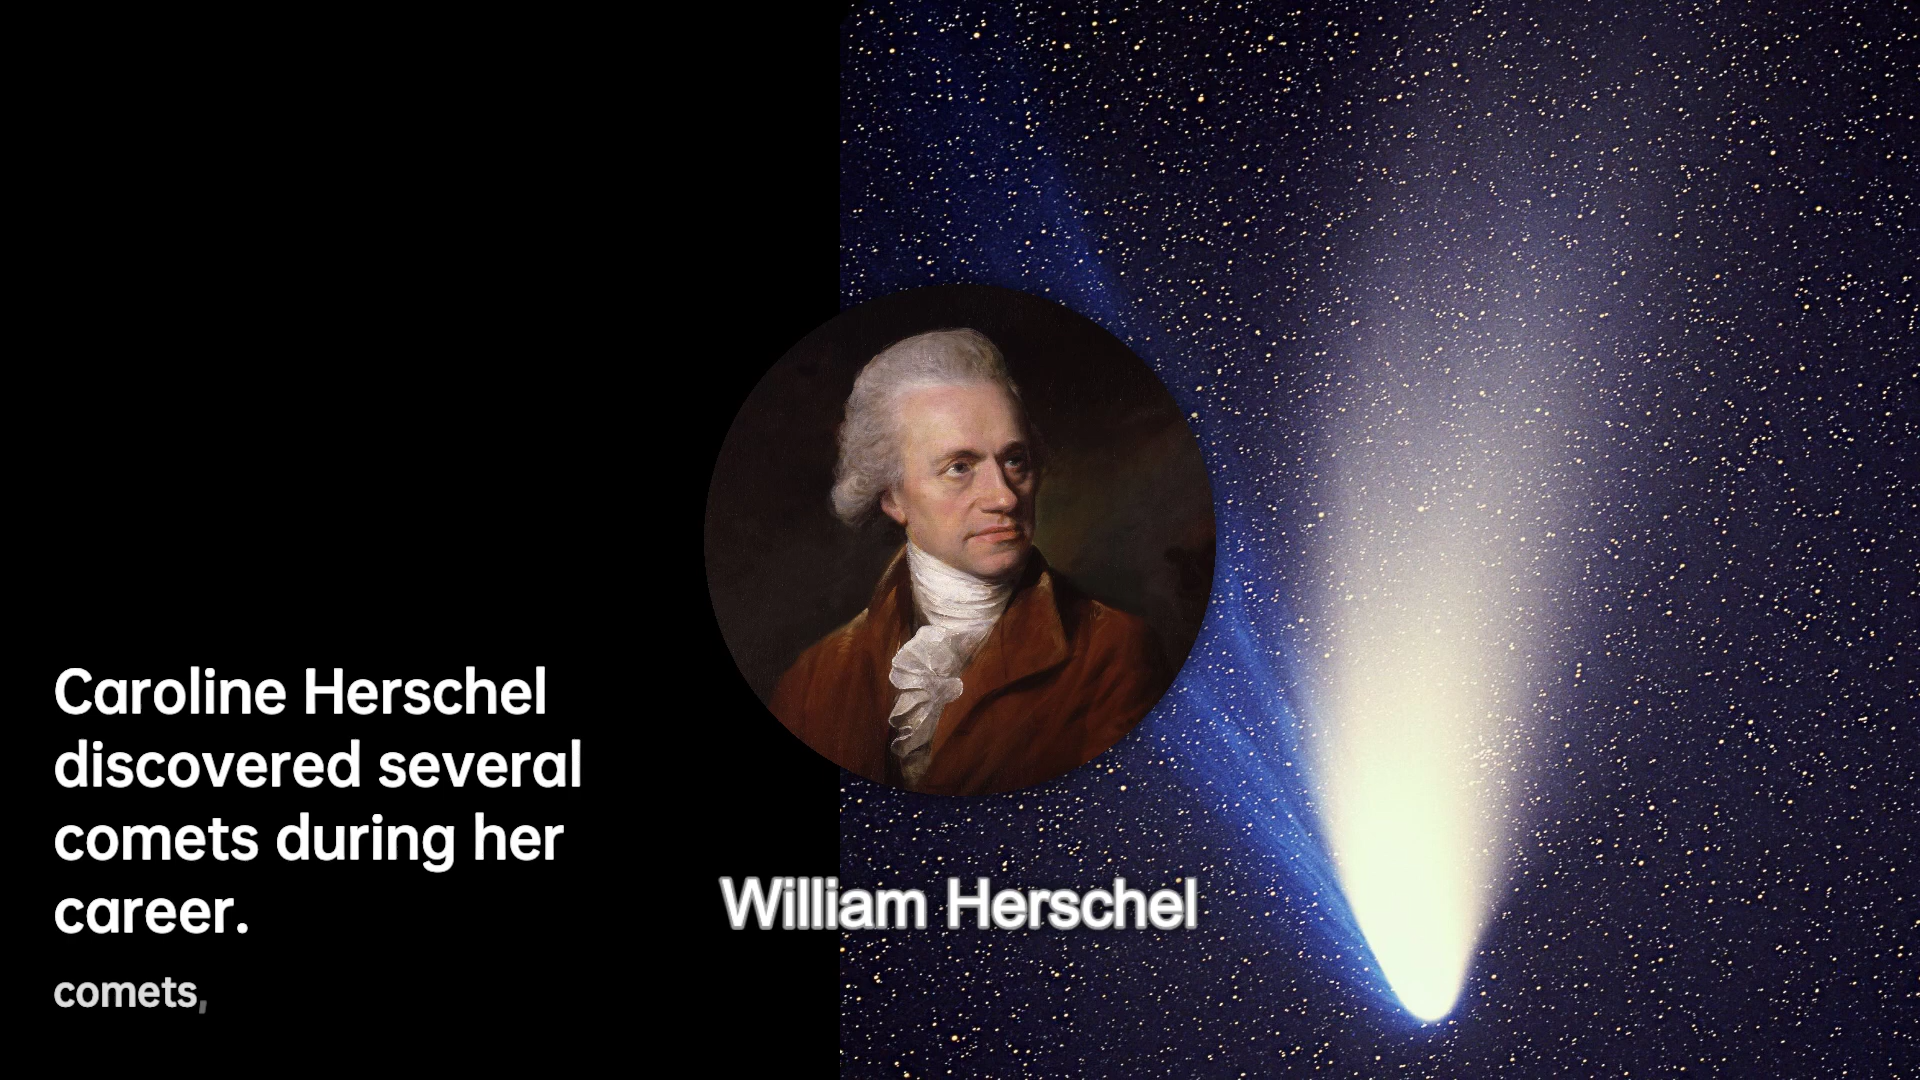 Caroline Herschel
discovered several
comets during her
career.
comets,
William Herschel